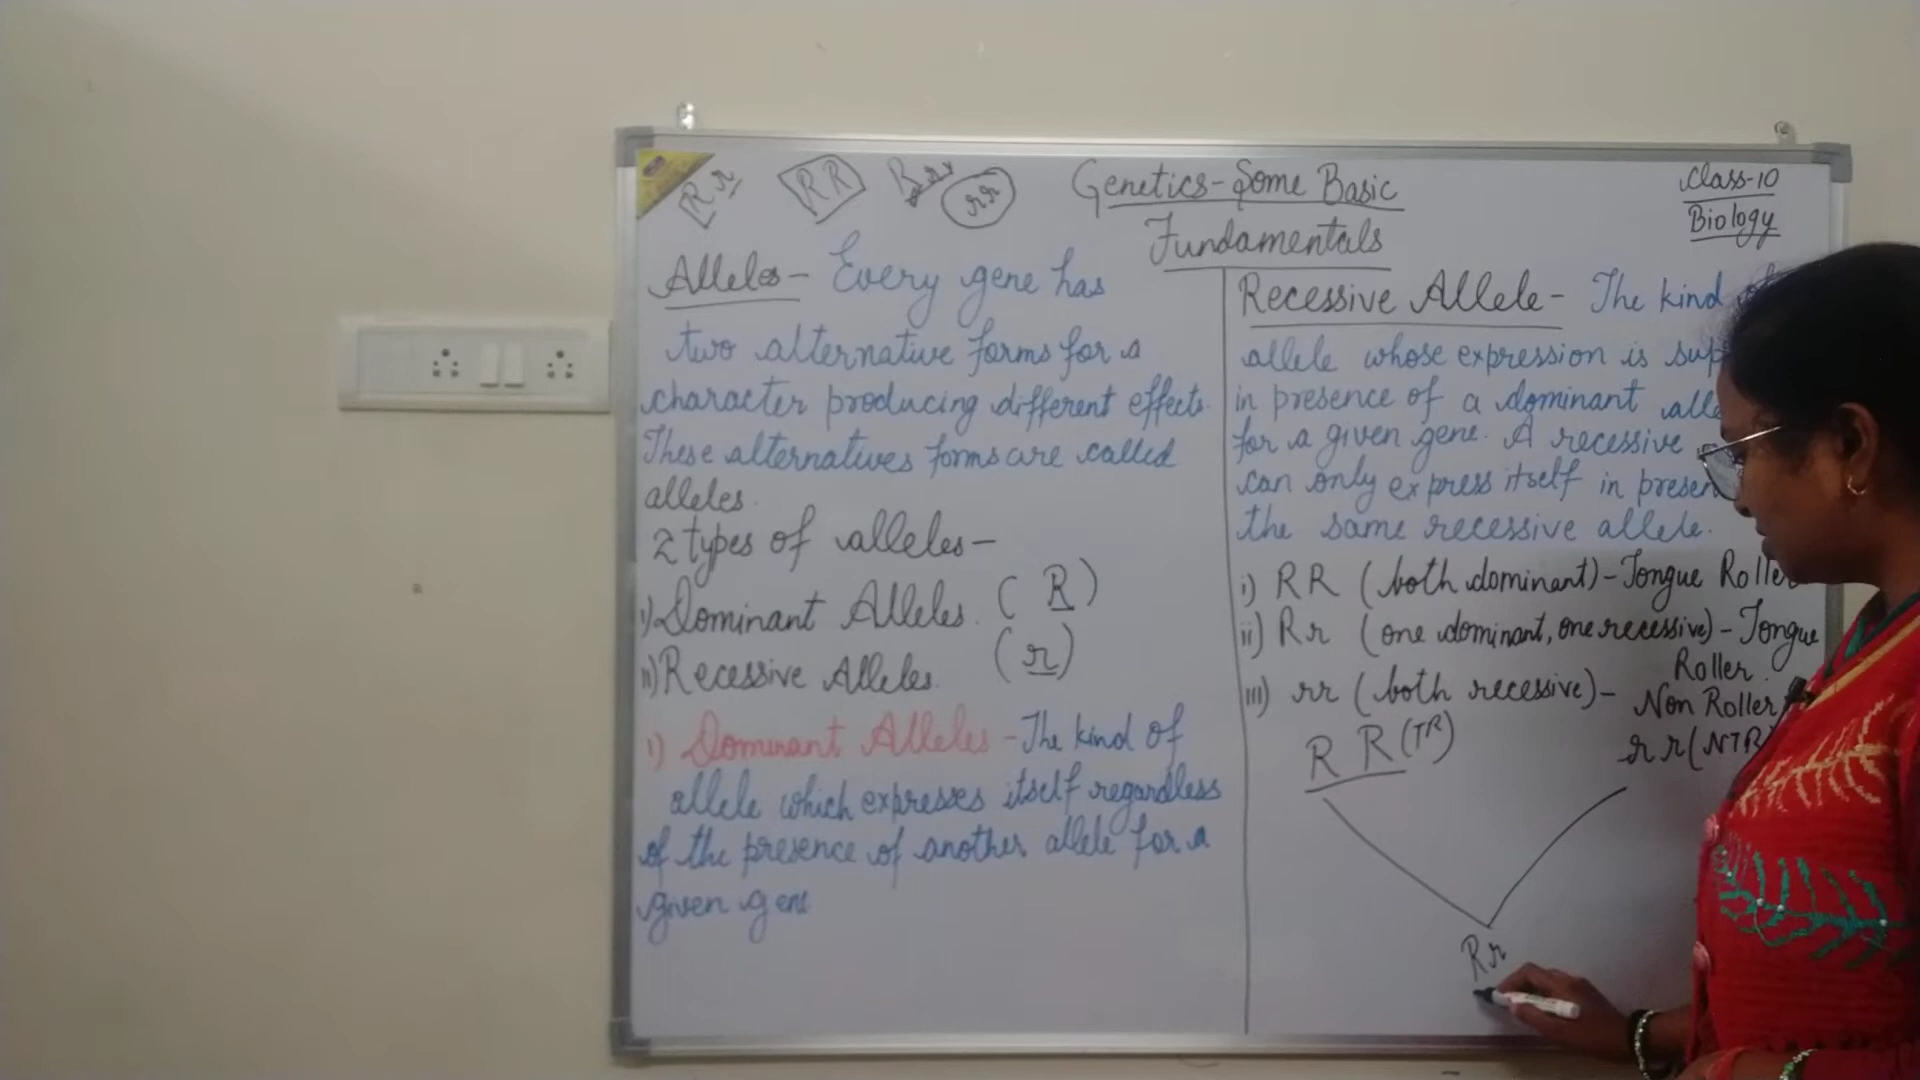 Rr RR Rr rr
Genetics-Some Basic
Fundamentals
Class-10
Biology
Alleles- Every gene has
two alternative forms for a
character producing different effects.
These alternatives forms are called
alleles.
2 types of alleles-
i) Dominant Alleles. (R)
ii) Recessive Alleles. (r)
i) Dominant Alleles -The kind of
allele which expresses itself regardless
of the presence of another allele for a
given gene
Recessive Allele- The kind
allele whose expression is sup
in presence of a dominant alle
for a given gene. A recessive
can only express itself in presen
the same recessive allele.
i) RR (both dominant)-Tongue Roller
ii) Rr (one dominant, one recessive)-Tongue
Roller.
iii) rr (both recessive)- Non Roller
R R (TR)
r r (NTR)
Rr